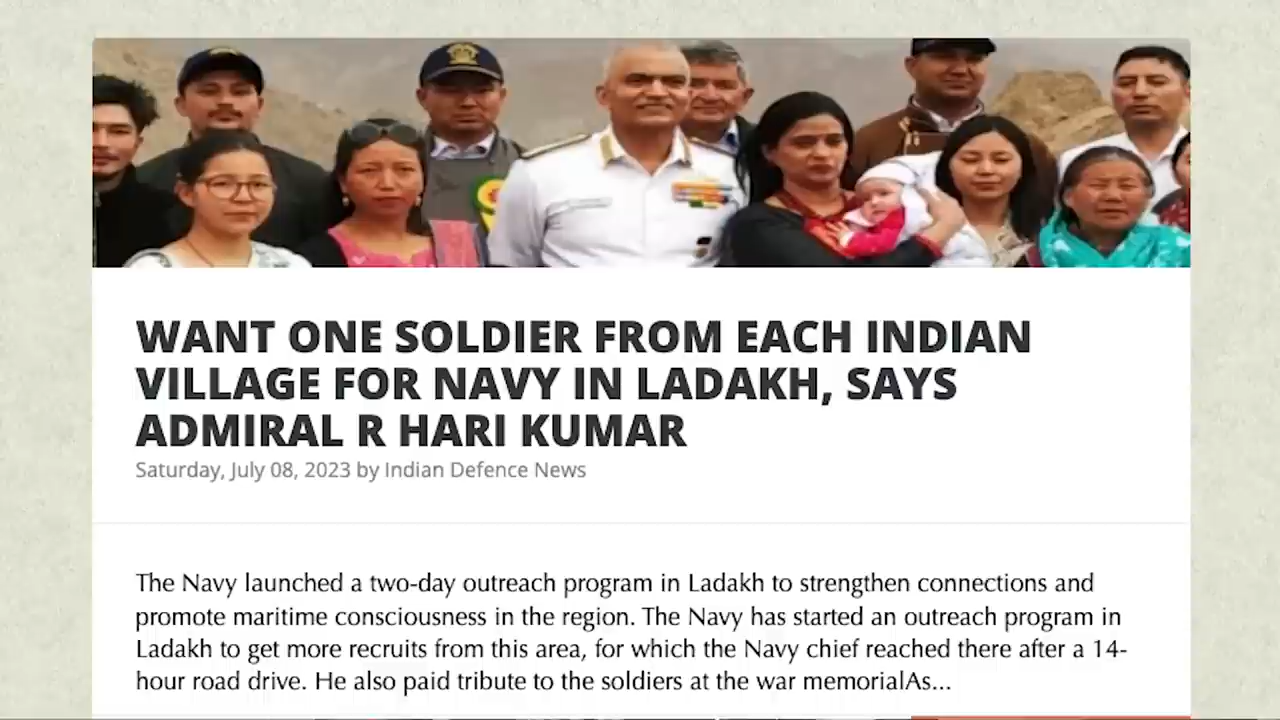 WANT ONE SOLDIER FROM EACH INDIAN
VILLAGE FOR NAVY IN LADAKH, SAYS
ADMIRAL R HARI KUMAR
Saturday, July 08, 2023 by Indian Defence News
The Navy launched a two-day outreach program in Ladakh to strengthen connections and
promote maritime consciousness in the region. The Navy has started an outreach program in
Ladakh to get more recruits from this area, for which the Navy chief reached there after a 14-
hour road drive. He also paid tribute to the soldiers at the war memorialAs...